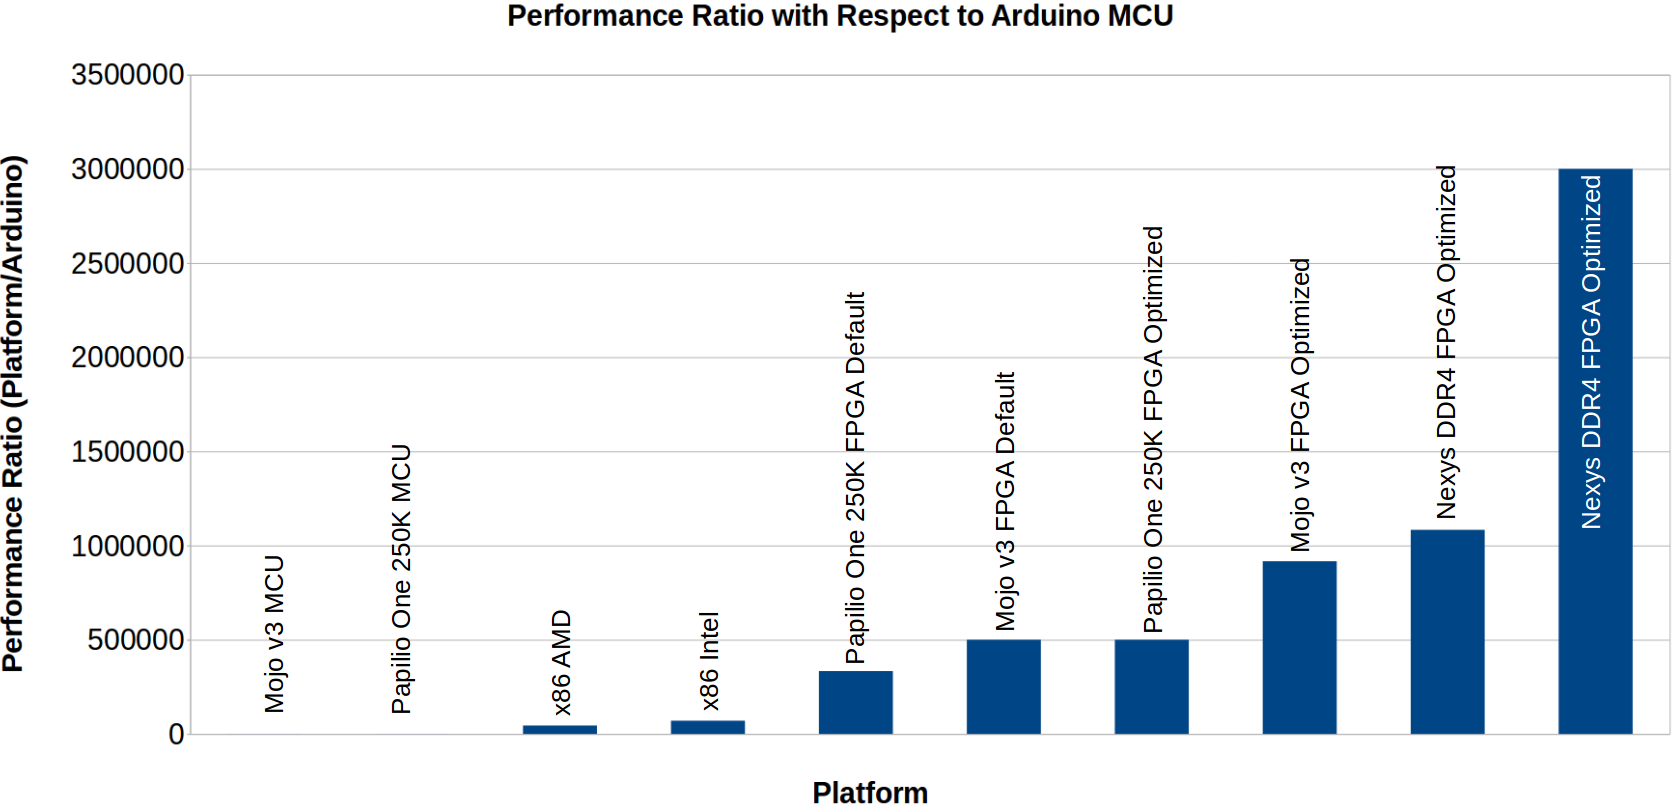 Performance Ratio with Respect to Arduino MCU
Performance Ratio (Platform/Arduino)
3500000
3000000
2500000
2000000
1500000
1000000
500000
0
Mojo v3 MCU
Papilio One 250K MCU
x86 AMD
x86 Intel
Papilio One 250K FPGA Default
Mojo v3 FPGA Default
Papilio One 250K FPGA Optimized
Mojo v3 FPGA Optimized
Nexys DDR4 FPGA Optimized
Nexys DDR4 FPGA Optimized
Platform